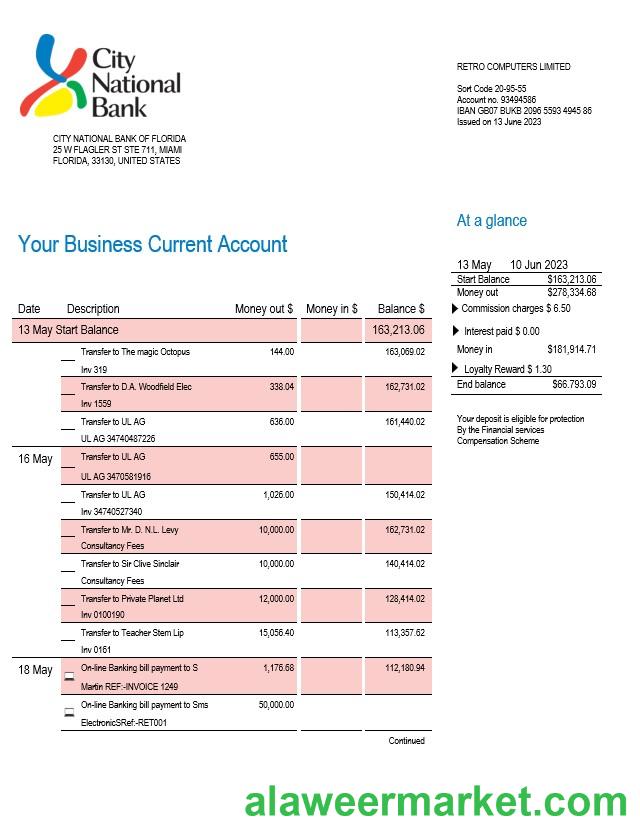 City
National
Bank
CITY NATIONAL BANK OF FLORIDA
25 W FLAGLER ST STE 711, MIAMI
FLORIDA, 33130, UNITED STATES
RETRO COMPUTERS LIMITED
Sort Code 20-95-55
Account no. 93494586
IBAN GB07 BUKB 2096 5593 4945 86
Issued on 13 June 2023
Your Business Current Account
At a glance
13 May 10 Jun 2023
Start Balance $163,213.06
Money out $278,334.68
Commission charges $ 6.50
Interest paid $ 0.00
Money in $181,914.71
Loyalty Reward $ 1.30
End balance $66.793.09
Your deposit is eligible for protection
By the Financial services
Compensation Scheme
Date Description Money out $ Money in $ Balance $
13 May Start Balance 163,213.06
Transfer to The magic Octopus 144.00 163,069.02
Inv 319
Transfer to D.A. Woodfield Elec 338.04 162,731.02
Inv 1559
Transfer to UL AG 636.00 161,440.02
UL AG 34740487226
16 May Transfer to UL AG 655.00
UL AG 3470581916
Transfer to UL AG 1,026.00 150,414.02
Inv 34740527340
Transfer to Mr. D. N.L. Levy 10,000.00 162,731.02
Consultancy Fees
Transfer to Sir Clive Sinclair 10,000.00 140,414.02
Consultancy Fees
Transfer to Private Planet Ltd 12,000.00 128,414.02
Inv 0100190
Transfer to Teacher Stem Lip 15,056.40 113,357.62
Inv 0161
18 May On-line Banking bill payment to S 1,176.68 112,180.94
Martin REF:-INVOICE 1249
On-line Banking bill payment to Sms 50,000.00
ElectronicSRef:-RET001
Continued
alaweermarket.com